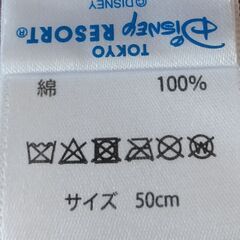 TOKYO
DISNEY RESORT®
©DISNEY
綿 100%
サイズ 50cm